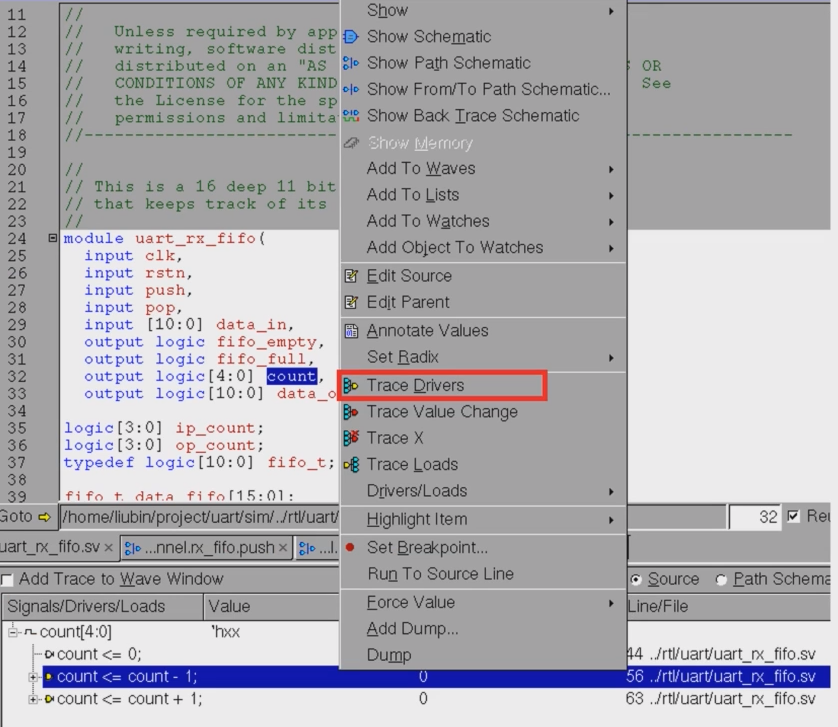 11 //
12 // Unless required by app
13 // writing, software dist
14 // distributed on an "AS S OR
15 // CONDITIONS OF ANY KIND See
16 // the License for the sp
17 // permissions and limita
18 //----------------------------------------------------------------------
19
20 //
21 // This is a 16 deep 11 bit
22 // that keeps track of its
23 //
24 module uart_rx_fifo(
25 input clk,
26 input rstn,
27 input push,
28 input pop,
29 input [10:0] data_in,
30 output logic fifo_empty,
31 output logic fifo_full,
32 output logic[4:0] count,
33 output logic[10:0] data_o
34
35 logic[3:0] ip_count;
36 logic[3:0] op_count;
37 typedef logic[10:0] fifo_t;
38
39 fifo_t data_fifo[15:0];
Show
Show Schematic
Show Path Schematic
Show From/To Path Schematic...
Show Back Trace Schematic
Show Memory
Add To Waves
Add To Lists
Add To Watches
Add Object To Watches
Edit Source
Edit Parent
Annotate Values
Set Radix
Trace Drivers
Trace Value Change
Trace X
Trace Loads
Drivers/Loads
Highlight Item
Set Breakpoint...
Run To Source Line
Force Value
Add Dump...
Dump
Goto /home/liubin/project/uart/sim/../rtl/uart/ 32 Reu
uart_rx_fifo.sv × ...nnel.rx_fifo.push × ...l.
Add Trace to Wave Window Source Path Schema
Signals/Drivers/Loads Value Line/File
count[4:0] 'hxx
count <= 0; 44 ../rtl/uart/uart_rx_fifo.sv
count <= count - 1; 0 56 ../rtl/uart/uart_rx_fifo.sv
count <= count + 1; 0 63 ../rtl/uart/uart_rx_fifo.sv